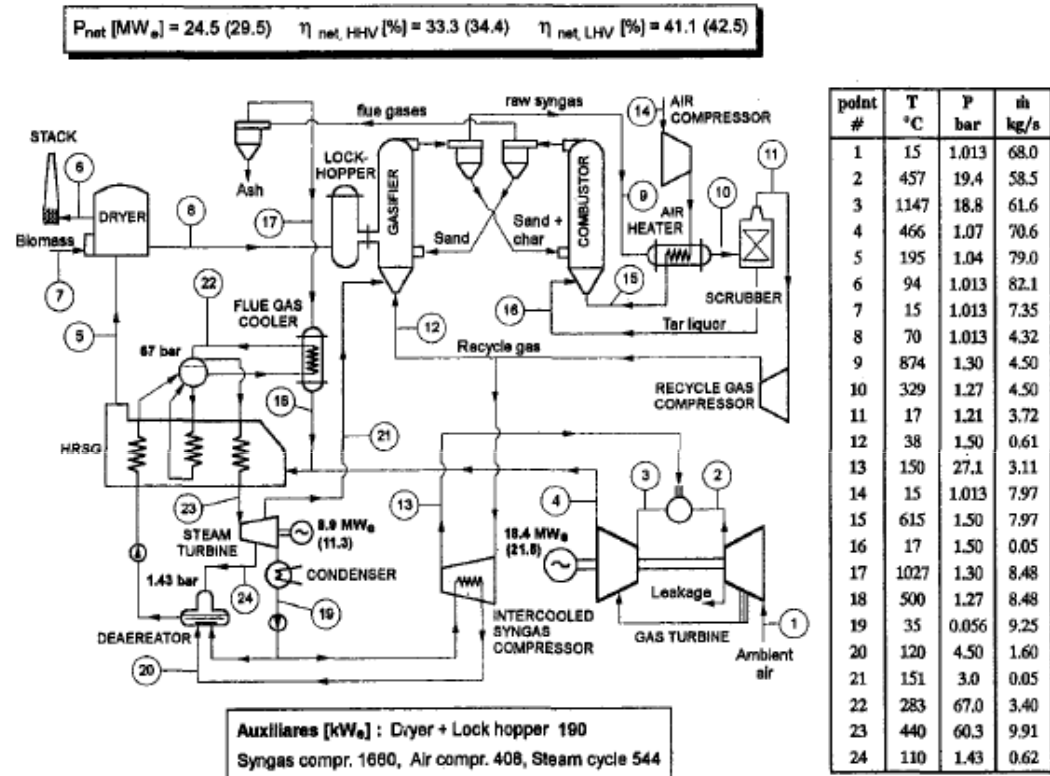 P net [MWe] = 24.5 (29.5) η net, HHV [%] = 33.3 (34.4) η net, LHV [%] = 41.1 (42.5)
flue gases
raw syngas
14
AIR
COMPRESSOR
STACK
6
Ash
LOCK-
HOPPER
GASIFIER
COMBUSTOR
11
DRYER
17
9
10
Biomass
8
Sand
Sand +
char
AIR
HEATER
7
22
FLUE GAS
COOLER
16
15
SCRUBBER
12
Tar liquor
5
67 bar
Recycle gas
RECYCLE GAS
COMPRESSOR
18
21
HRSG
13
4
3
2
23
STEAM
TURBINE
8.9 MWe
(11.3)
18.4 MWe
(21.5)
1.43 bar
CONDENSER
Leakage
24
19
INTERCOOLED
SYNGAS
COMPRESSOR
GAS TURBINE
1
DEAEREATOR
Ambient
air
20
Auxiliares [kWe] : Dryer + Lock hopper 190
Syngas compr. 1660, Air compr. 408, Steam cycle 544
point T P ṁ
# °C bar kg/s
1 15 1.013 68.0
2 457 19.4 58.5
3 1147 18.8 61.6
4 466 1.07 70.6
5 195 1.04 79.0
6 94 1.013 82.1
7 15 1.013 7.35
8 70 1.013 4.32
9 874 1.30 4.50
10 329 1.27 4.50
11 17 1.21 3.72
12 38 1.50 0.61
13 150 27.1 3.11
14 15 1.013 7.97
15 615 1.50 7.97
16 17 1.50 0.05
17 1027 1.30 8.48
18 500 1.27 8.48
19 35 0.056 9.25
20 120 4.50 1.60
21 151 3.0 0.05
22 283 67.0 3.40
23 440 60.3 9.91
24 110 1.43 0.62